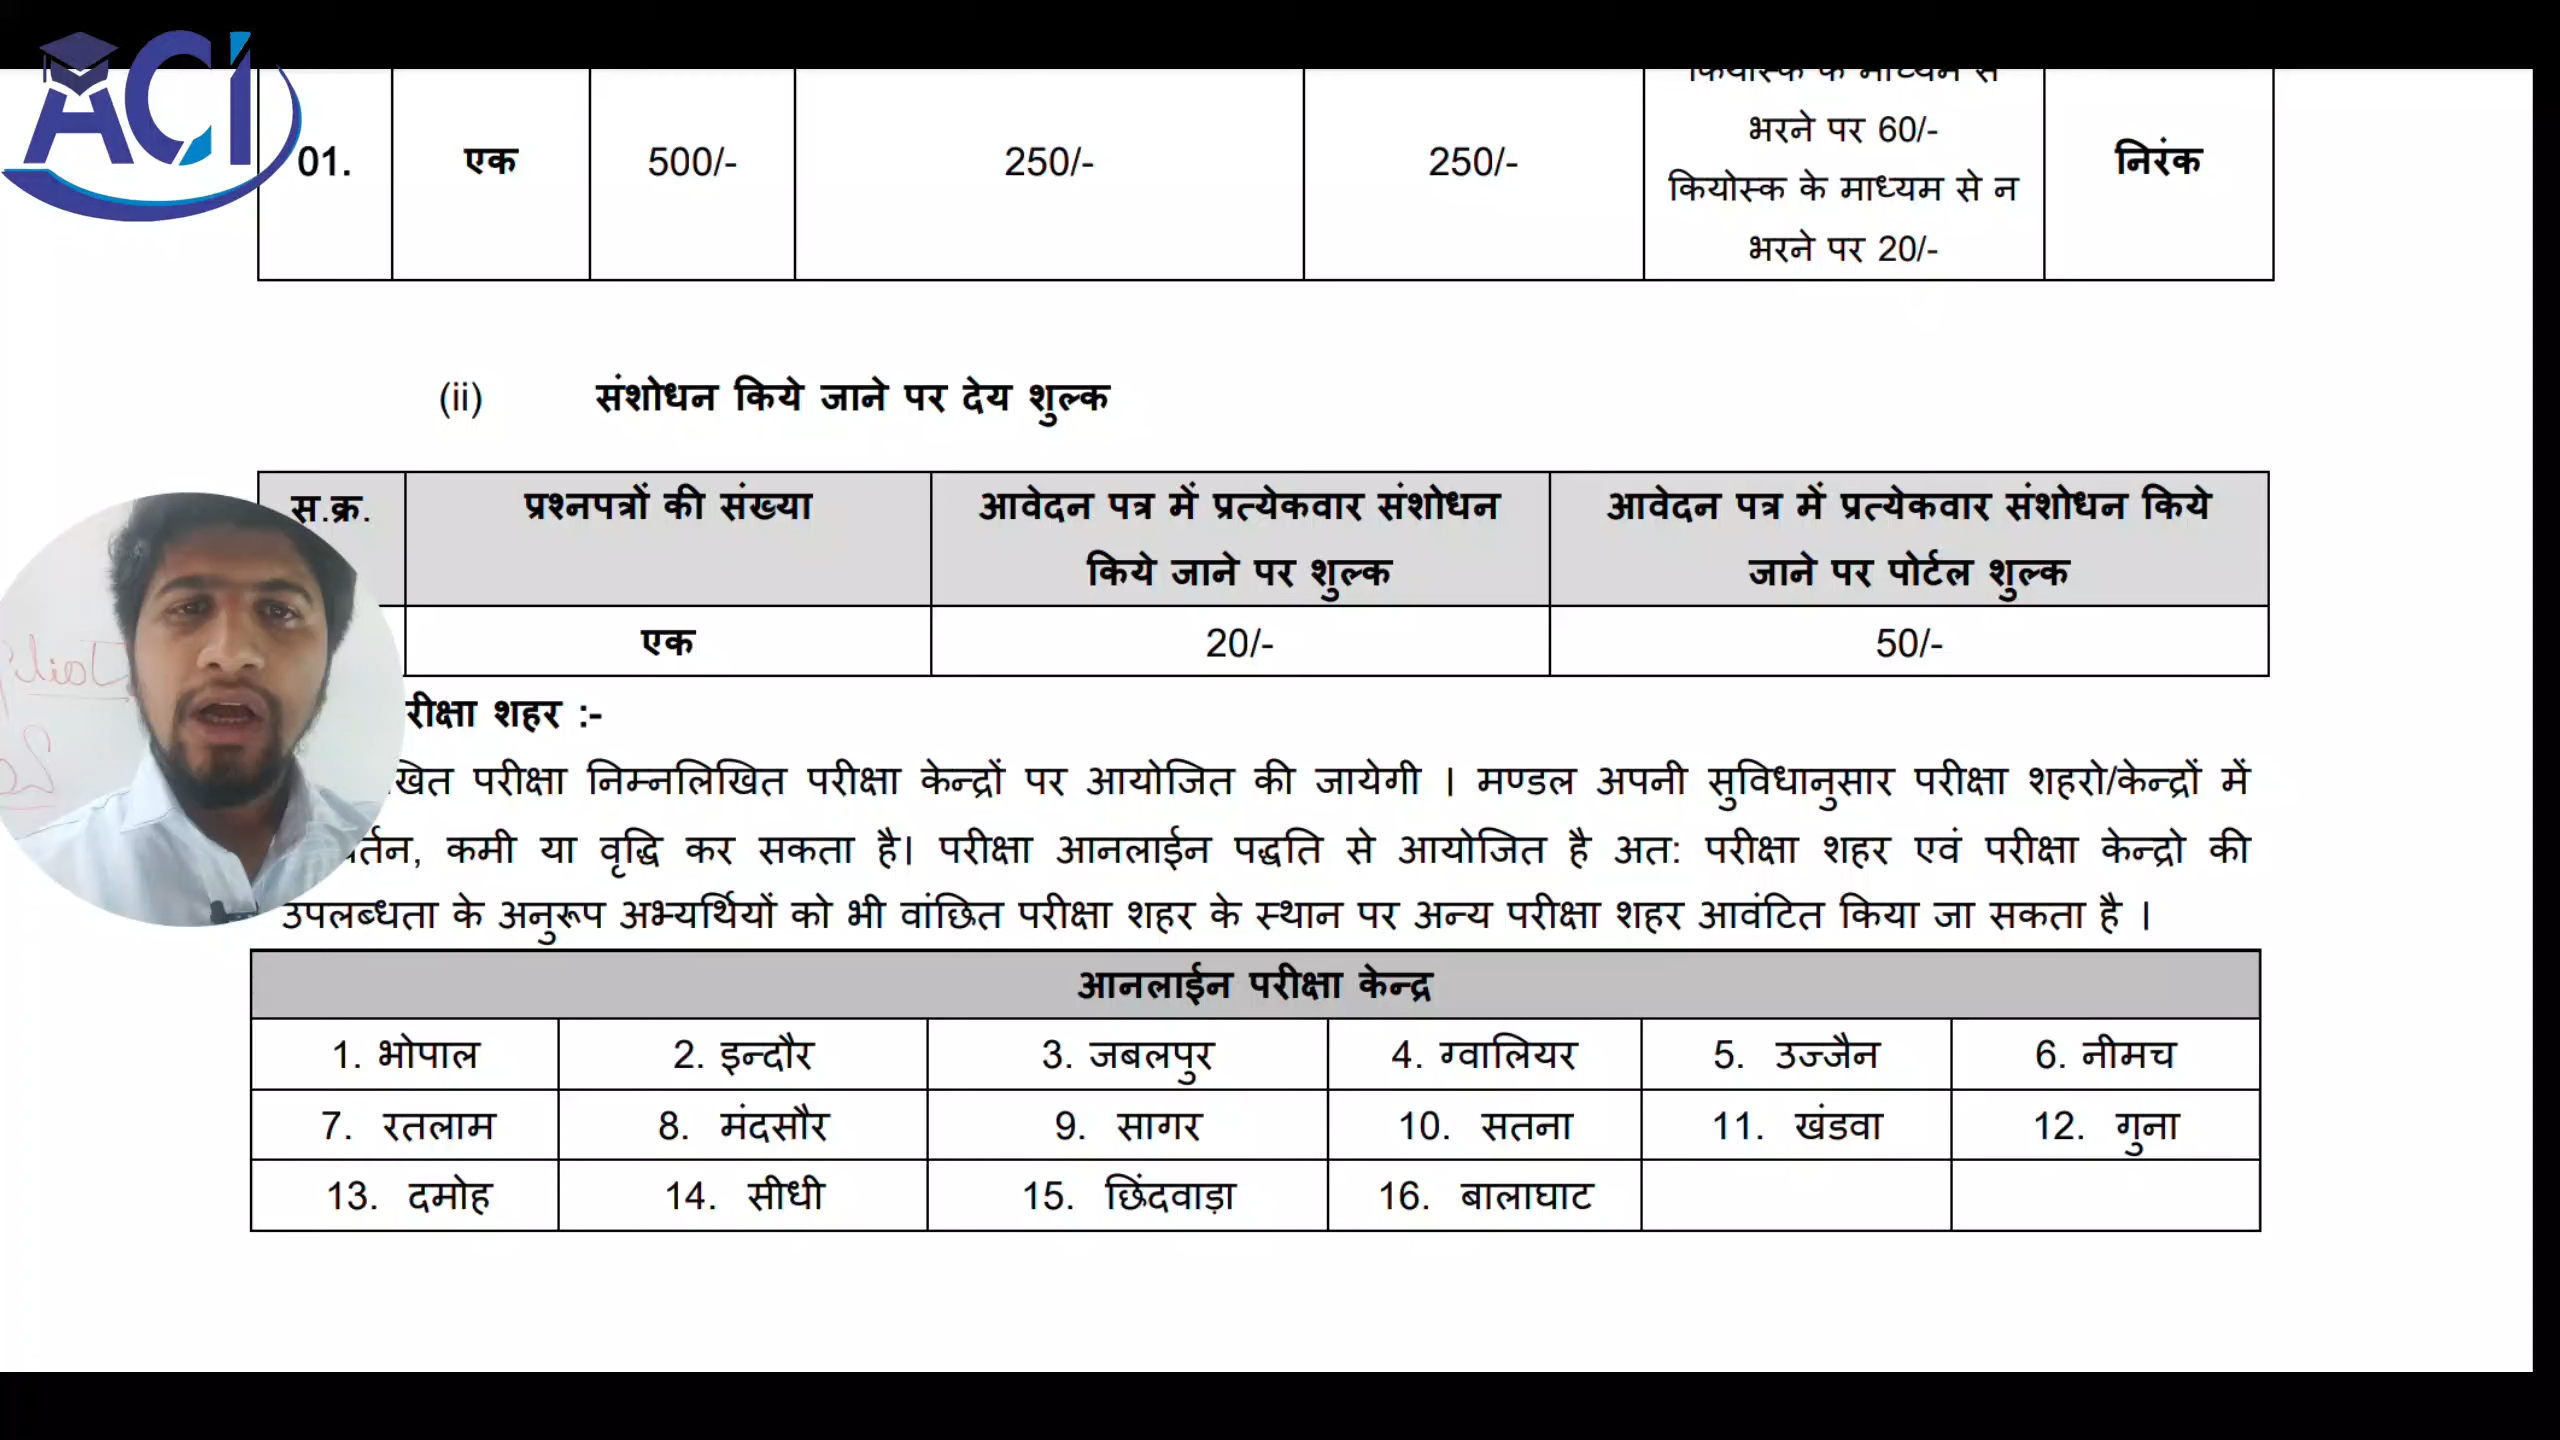 ACI
कियोस्क के माध्यम से
भरने पर 60/-
01. एक 500/- 250/- 250/- निरंक
कियोस्क के माध्यम से न
भरने पर 20/-
(ii) संशोधन किये जाने पर देय शुल्क
स.क्र. प्रश्नपत्रों की संख्या आवेदन पत्र में प्रत्येकवार संशोधन आवेदन पत्र में प्रत्येकवार संशोधन किये
किये जाने पर शुल्क जाने पर पोर्टल शुल्क
एक 20/- 50/-
रीक्षा शहर :-
खित परीक्षा निम्नलिखित परीक्षा केन्द्रों पर आयोजित की जायेगी । मण्डल अपनी सुविधानुसार परीक्षा शहरो/केन्द्रों में
र्तन, कमी या वृद्धि कर सकता है। परीक्षा आनलाईन पद्धति से आयोजित है अत: परीक्षा शहर एवं परीक्षा केन्द्रो की
उपलब्धता के अनुरूप अभ्यर्थियों को भी वांछित परीक्षा शहर के स्थान पर अन्य परीक्षा शहर आवंटित किया जा सकता है ।
आनलाईन परीक्षा केन्द्र
1. भोपाल 2. इन्दौर 3. जबलपुर 4. ग्वालियर 5. उज्जैन 6. नीमच
7. रतलाम 8. मंदसौर 9. सागर 10. सतना 11. खंडवा 12. गुना
13. दमोह 14. सीधी 15. छिंदवाड़ा 16. बालाघाट